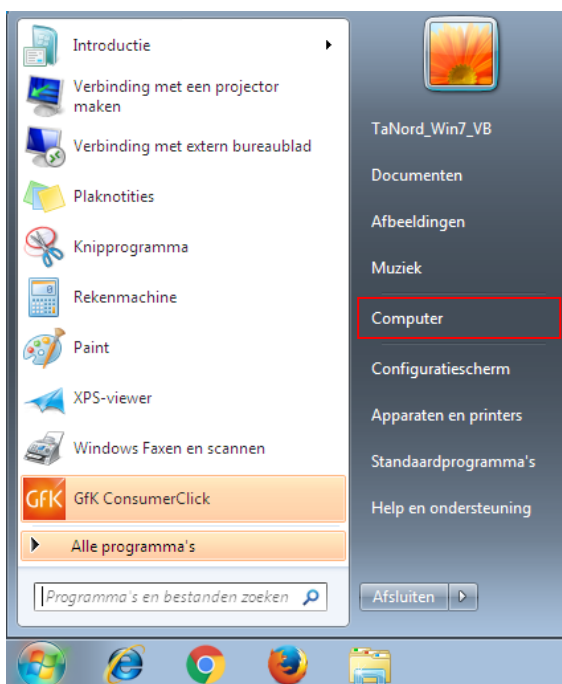 Introductie
Verbinding met een projector
maken
Verbinding met extern bureaublad
Plaknotities
Knipprogramma
Rekenmachine
Paint
XPS-viewer
Windows Faxen en scannen
GfK GfK ConsumerClick
Alle programma's
Programma's en bestanden zoeken
TaNord_Win7_VB
Documenten
Afbeeldingen
Muziek
Computer
Configuratiescherm
Apparaten en printers
Standaardprogramma's
Help en ondersteuning
Afsluiten